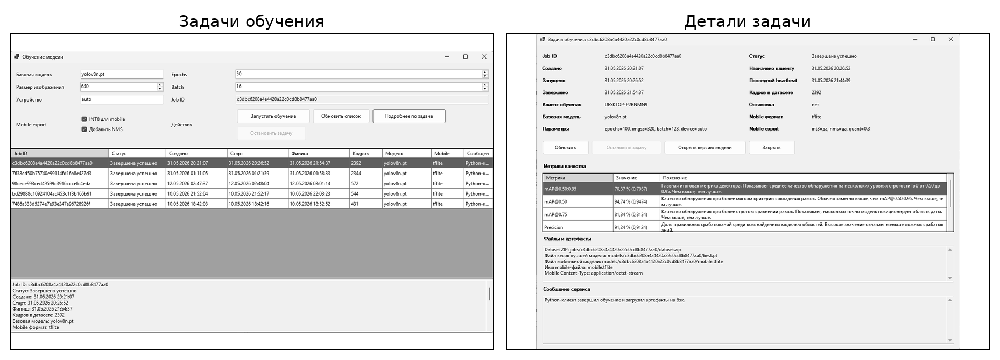 Задачи обучения
Обучение модели
Базовая модель yolov8n.pt Epochs 50
Размер изображения 640 Batch 16
Устройство auto Job ID c3dbc6208a4a4420a22c0cd8b8477aa0
Mobile export INT8 для mobile Добавить NMS Действия Запустить обучение Обновить список Подробнее по задаче
Остановить задачу
Job ID Статус Создано Старт Финиш Кадров Модель Mobile Сообщен
c3dbc6208a4a4420a22c0cd8b8477aa0 Завершена успешно 31.05.2026 20:21:07 31.05.2026 20:26:52 31.05.2026 21:54:37 2392 yolov8n.pt tflite Python-к...
7638cd50b75740e99114fd16a8e427d3 Завершена успешно 31.05.2026 01:11:05 31.05.2026 01:21:39 31.05.2026 01:58:33 2344 yolov8n.pt tflite Python-к...
98cece993ced49599c3916cccefc4eda Завершена успешно 12.05.2026 02:47:37 12.05.2026 02:48:04 12.05.2026 03:01:14 572 yolov8n.pt tflite Python-к...
bd29888c10924104ad453c1f3b165b91 Завершена успешно 10.05.2026 21:52:04 10.05.2026 21:52:17 10.05.2026 22:03:23 544 yolov8n.pt tflite Python-к...
7486a333d5274e7e93e247a96728926f Завершена успешно 10.05.2026 18:42:03 10.05.2026 18:42:16 10.05.2026 18:52:52 431 yolov8n.pt tflite Python-к...
Job ID: c3dbc6208a4a4420a22c0cd8b8477aa0
Статус: Завершена успешно
Создано: 31.05.2026 20:21:07
Старт: 31.05.2026 20:26:52
Финиш: 31.05.2026 21:54:37
Кадров в датасете: 2392
Базовая модель: yolov8n.pt
Mobile формат: tflite
Детали задачи
Задача обучения: c3dbc6208a4a4420a22c0cd8b8477aa0
Job ID c3dbc6208a4a4420a22c0cd8b8477aa0 Статус Завершена успешно
Создано 31.05.2026 20:21:07 Назначено клиенту 31.05.2026 20:26:52
Запущено 31.05.2026 20:26:52 Последний heartbeat 31.05.2026 21:44:39
Завершено 31.05.2026 21:54:37 Кадров в датасете 2392
Клиент обучения DESKTOP-P2RNMN9 Остановка нет
Базовая модель yolov8n.pt Mobile формат tflite
Параметры epochs=100, imgsz=320, batch=128, device=auto Mobile export int8=да, nms=да, quant=0.3
Обновить Остановить задачу Открыть версию модели Закрыть
Метрики качества
Метрика Значение Пояснение
mAP@0.50:0.95 70,37 % (0,7037) Главная итоговая метрика детектора. Показывает среднее качество обнаружения на нескольких уровнях строгости IoU от 0.50 до
0.95. Чем выше, тем лучше.
mAP@0.50 94,74 % (0,9474) Качество обнаружения при более мягком критерии совпадения рамок. Обычно заметно выше, чем mAP@0.50:0.95. Чем выше, те
м лучше.
mAP@0.75 81,34 % (0,8134) Качество обнаружения при более строгом сравнении рамок. Показывает, насколько точно модель позиционирует область даты.
Чем выше, тем лучше.
Precision 91,24 % (0,9124) Доля правильных срабатываний среди всех найденных моделью областей. Высокое значение означает меньше ложных срабатыв
аний.
Файлы и артефакты
Dataset ZIP: jobs/c3dbc6208a4a4420a22c0cd8b8477aa0/dataset.zip
Файл весов лучшей модели: models/c3dbc6208a4a4420a22c0cd8b8477aa0/best.pt
Файл мобильной модели: models/c3dbc6208a4a4420a22c0cd8b8477aa0/mobile.tflite
Имя mobile-файла: mobile.tflite
Mobile Content-Type: application/octet-stream
Сообщение сервиса
Python-клиент завершил обучение и загрузил артефакты на бэк.